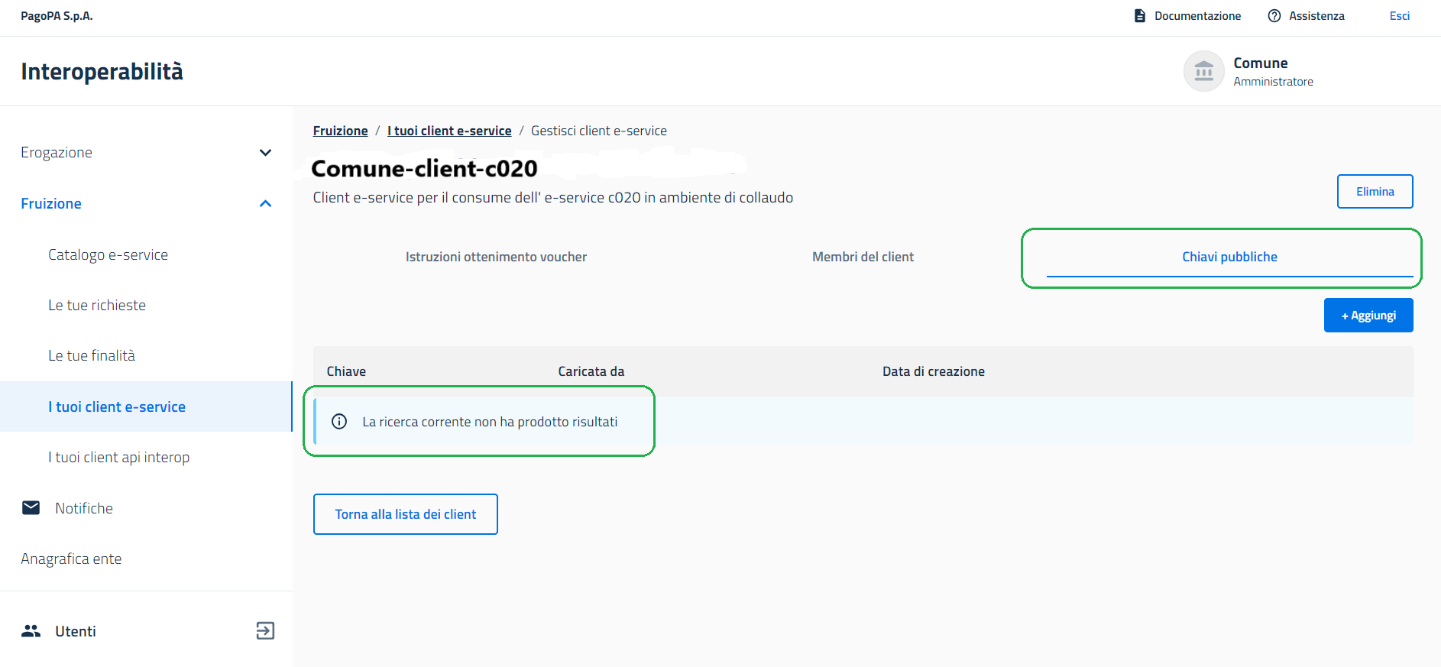 PagoPA S.p.A.
Documentazione
Assistenza
Esci
Interoperabilità
Comune
Amministratore
Erogazione
Fruizione
Catalogo e-service
Le tue richieste
Le tue finalità
I tuoi client e-service
I tuoi client api interop
Notifiche
Anagrafica ente
Utenti
Fruizione / I tuoi client e-service / Gestisci client e-service
Comune-client-c020
Client e-service per il consume dell' e-service c020 in ambiente di collaudo
Elimina
Istruzioni ottenimento voucher
Membri del client
Chiavi pubbliche
+ Aggiungi
Chiave Caricata da Data di creazione
La ricerca corrente non ha prodotto risultati
Torna alla lista dei client